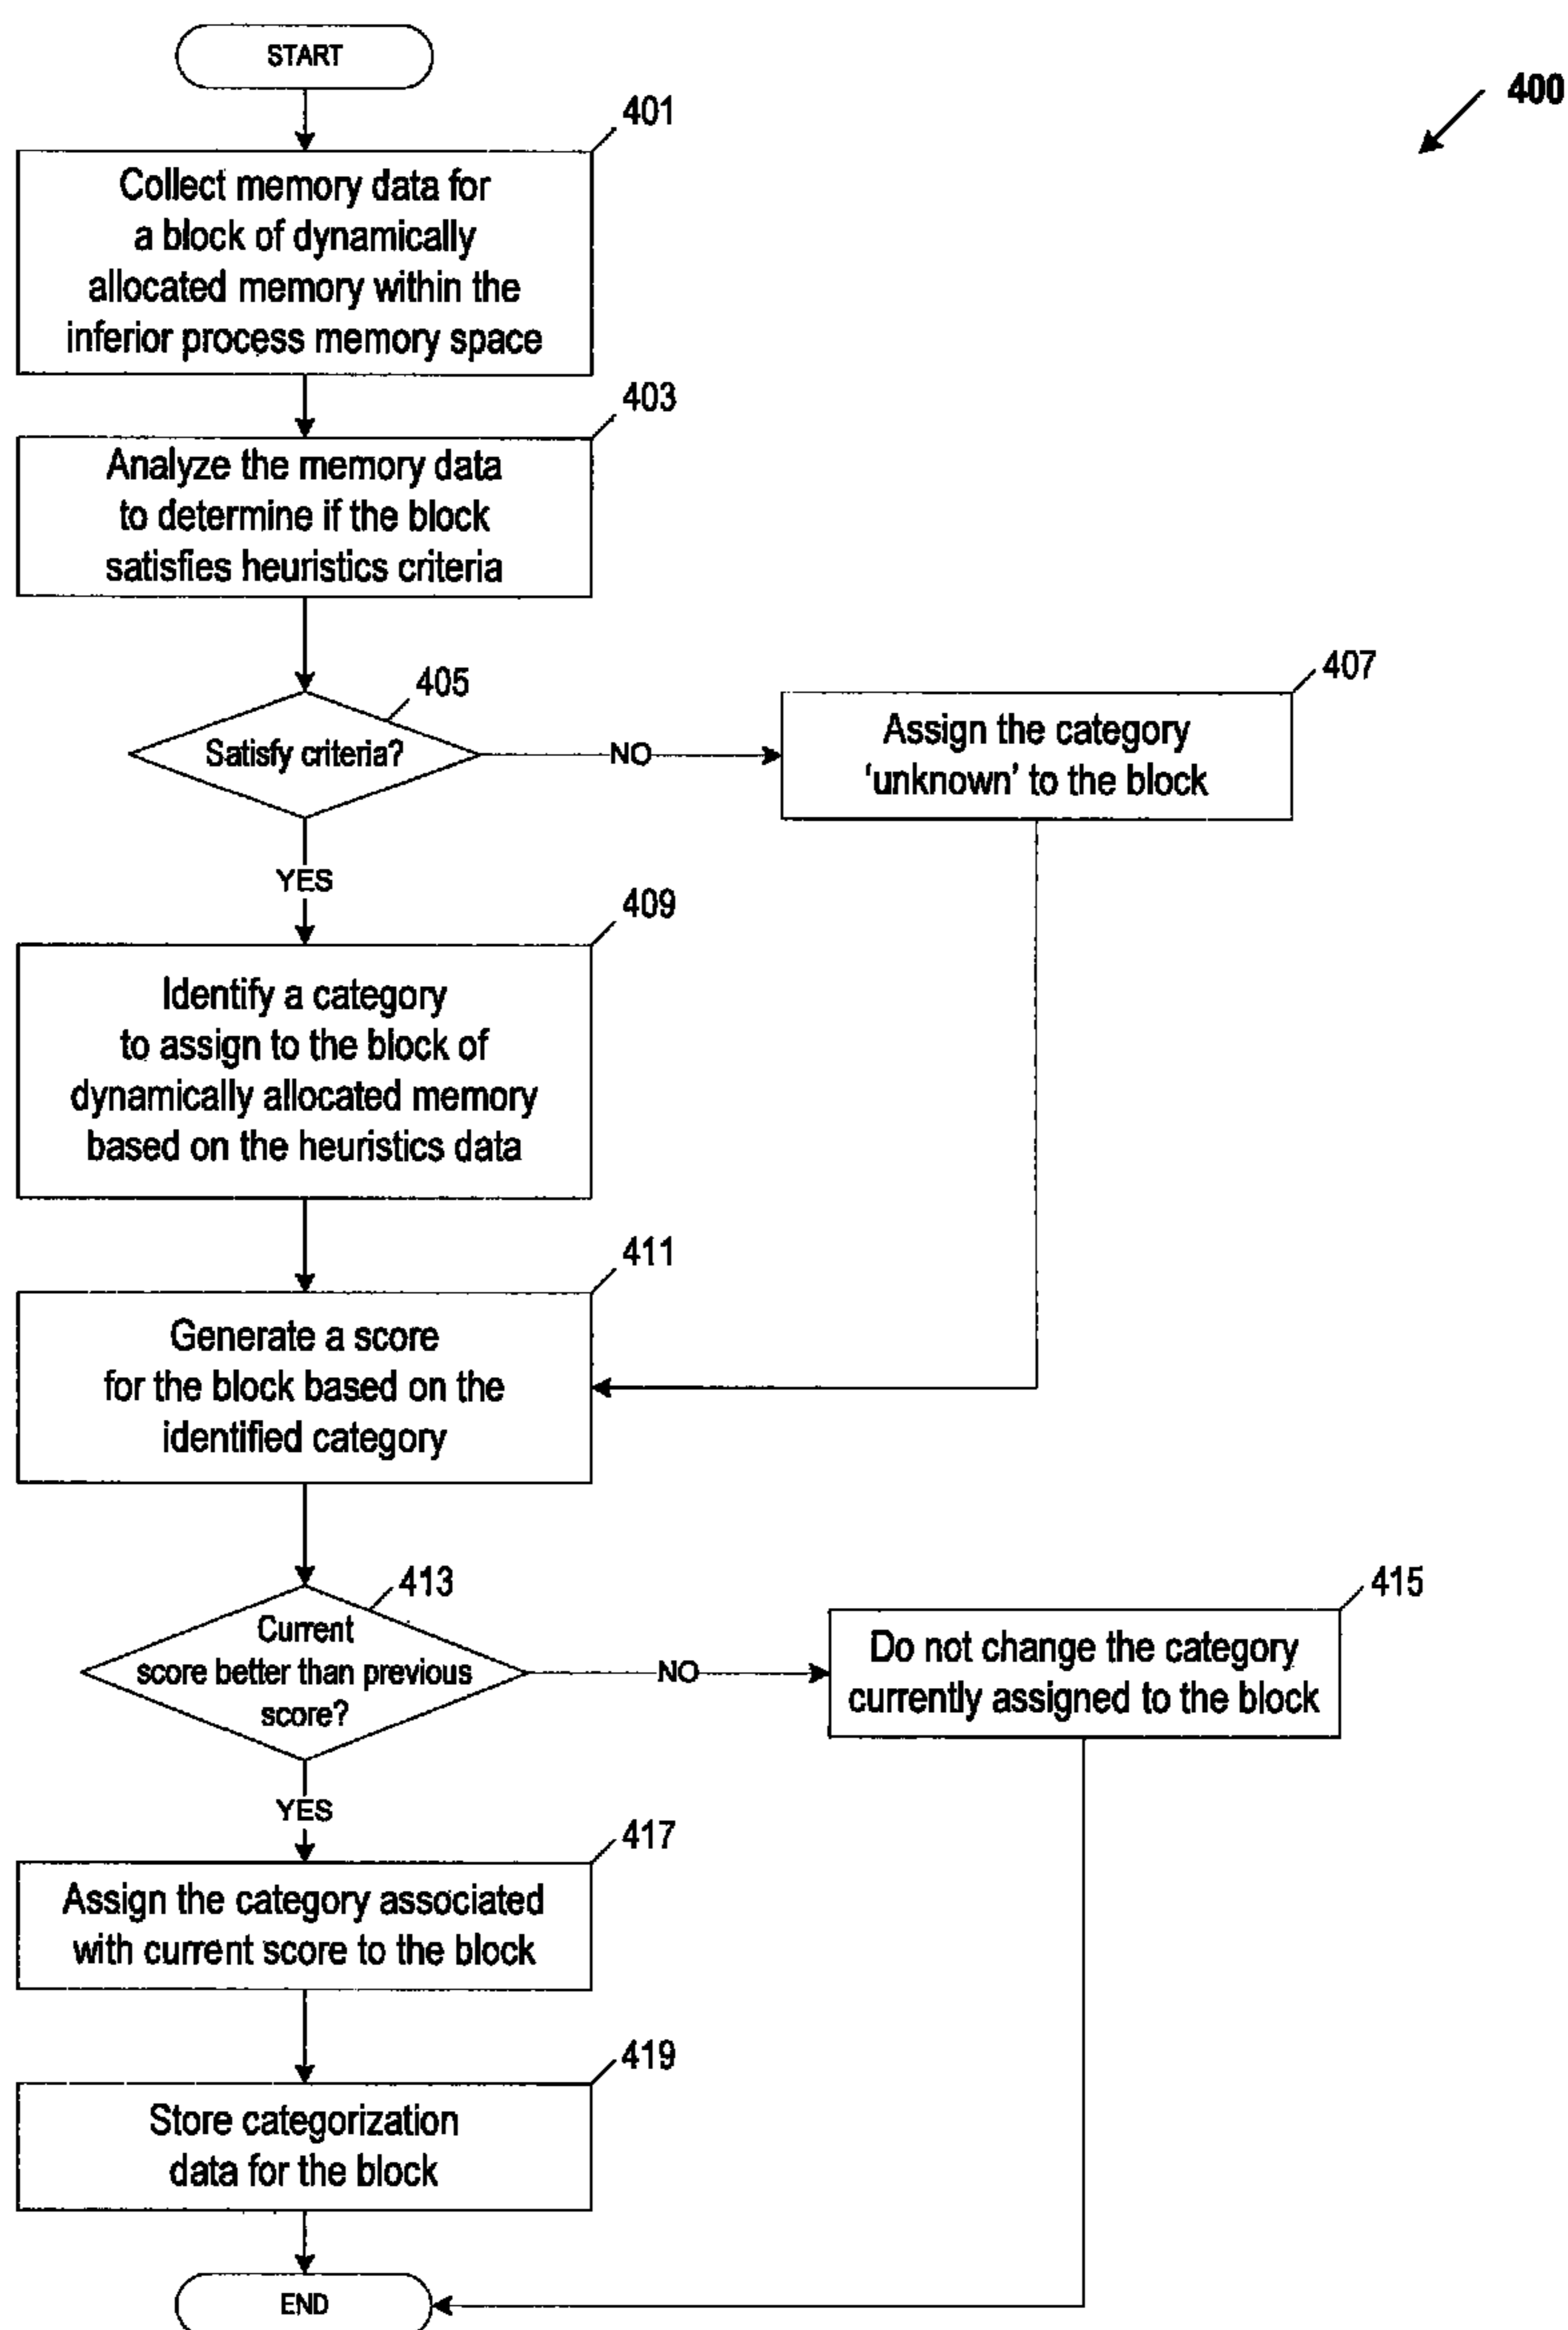 START
400
401
Collect memory data for
a block of dynamically
allocated memory within the
inferior process memory space
403
Analyze the memory data
to determine if the block
satisfies heuristics criteria
405
Satisfy criteria?
NO
407
Assign the category
‘unknown’ to the block
YES
409
Identify a category
to assign to the block of
dynamically allocated memory
based on the heuristics data
411
Generate a score
for the block based on the
identified category
413
Current
score better than previous
score?
NO
415
Do not change the category
currently assigned to the block
YES
417
Assign the category associated
with current score to the block
419
Store categorization
data for the block
END